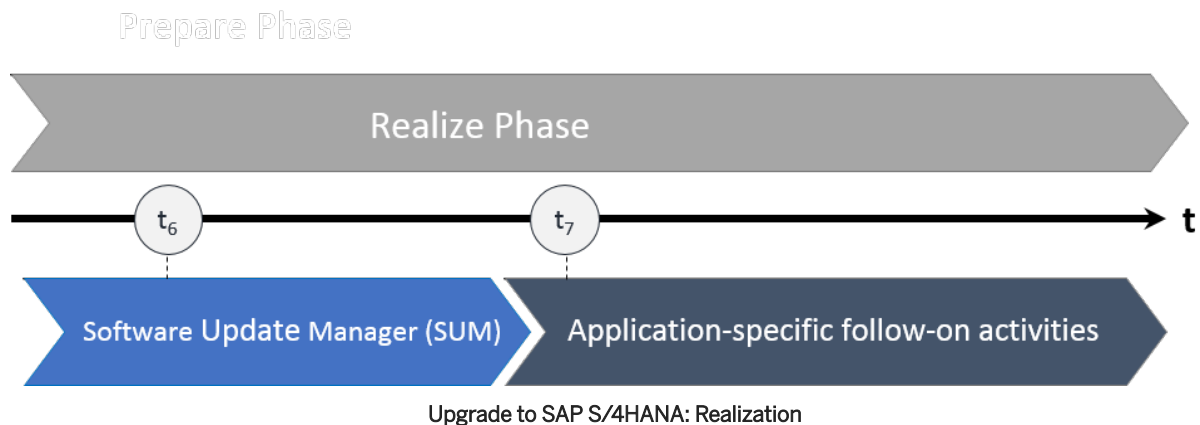 Prepare Phase
Realize Phase
t₆
t₇
t
Software Update Manager (SUM)
Application-specific follow-on activities
Upgrade to SAP S/4HANA: Realization